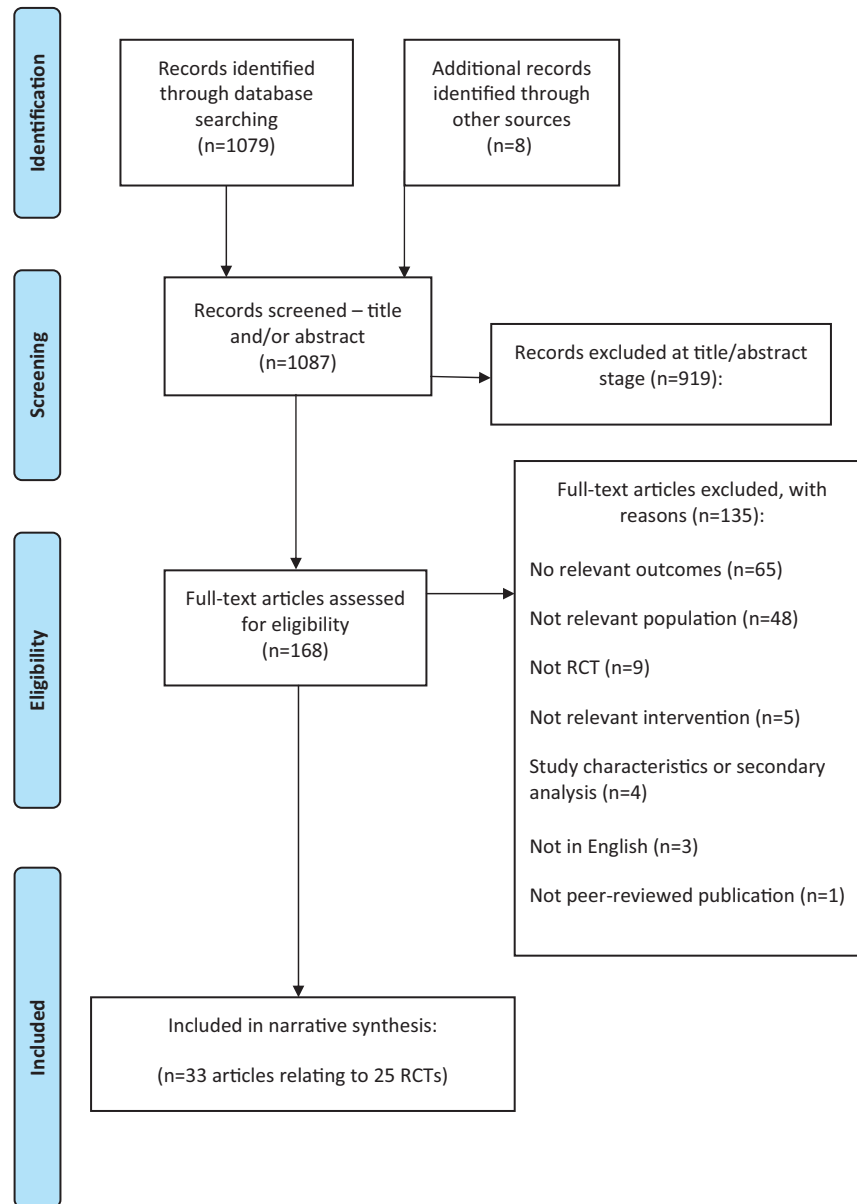 Identification
Records identified
through database
searching
(n=1079)
Additional records
identified through
other sources
(n=8)
Screening
Records screened – title
and/or abstract
(n=1087)
Records excluded at title/abstract
stage (n=919):
Eligibility
Full-text articles assessed
for eligibility
(n=168)
Full-text articles excluded, with
reasons (n=135):
No relevant outcomes (n=65)
Not relevant population (n=48)
Not RCT (n=9)
Not relevant intervention (n=5)
Study characteristics or secondary
analysis (n=4)
Not in English (n=3)
Not peer-reviewed publication (n=1)
Included
Included in narrative synthesis:
(n=33 articles relating to 25 RCTs)